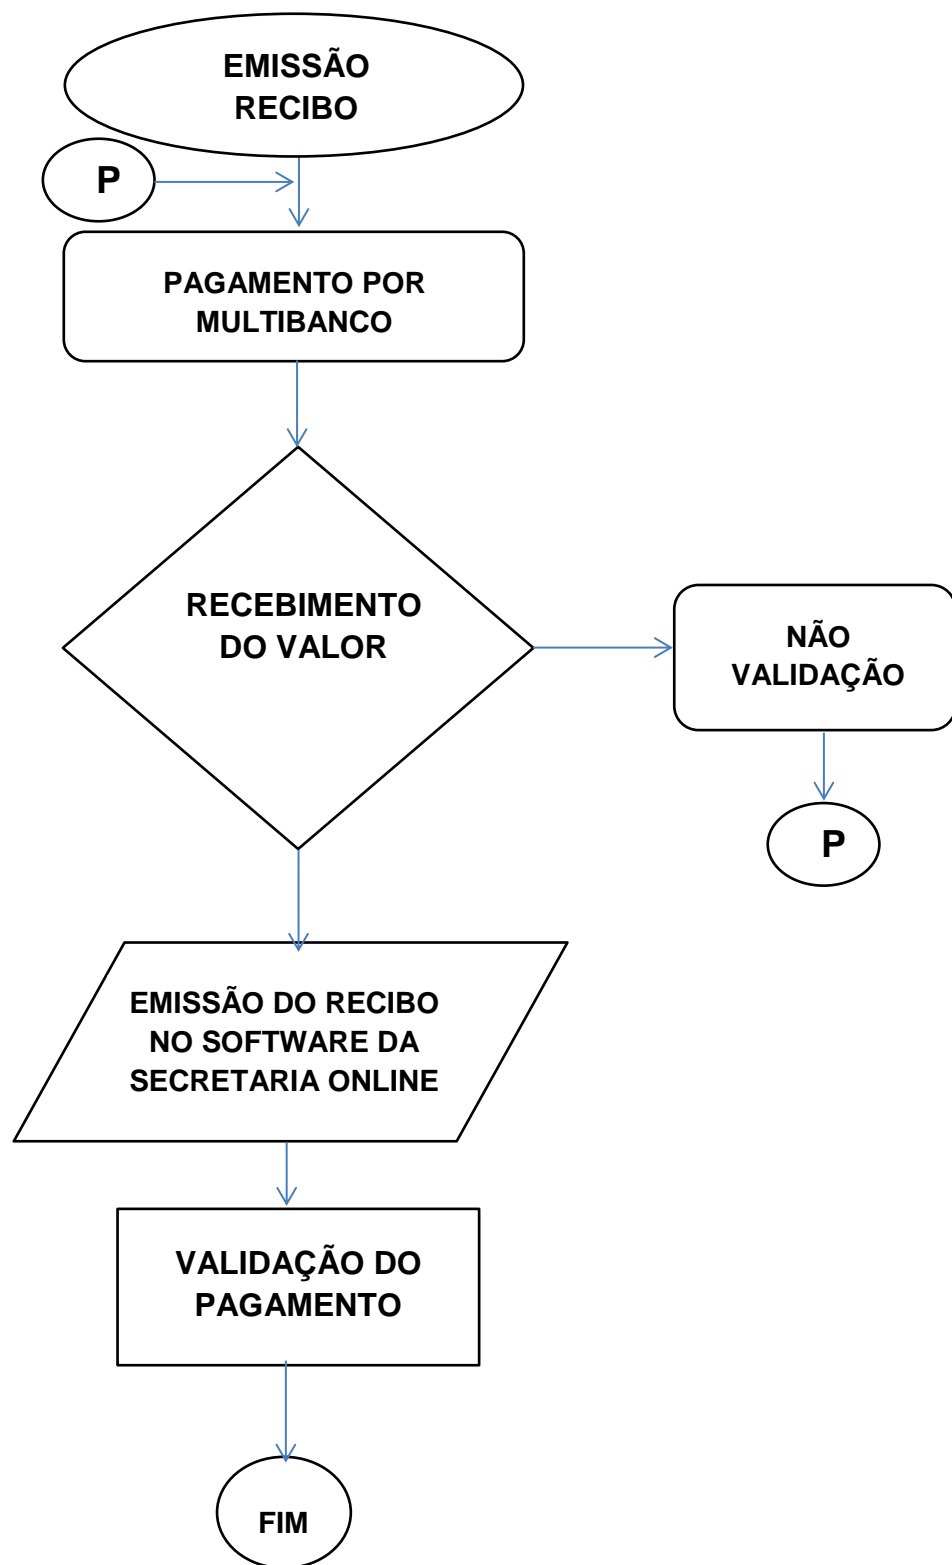 EMISSÃO
RECIBO
P
PAGAMENTO POR
MULTIBANCO
RECEBIMENTO
DO VALOR
NÃO
VALIDAÇÃO
P
EMISSÃO DO RECIBO
NO SOFTWARE DA
SECRETARIA ONLINE
VALIDAÇÃO DO
PAGAMENTO
FIM